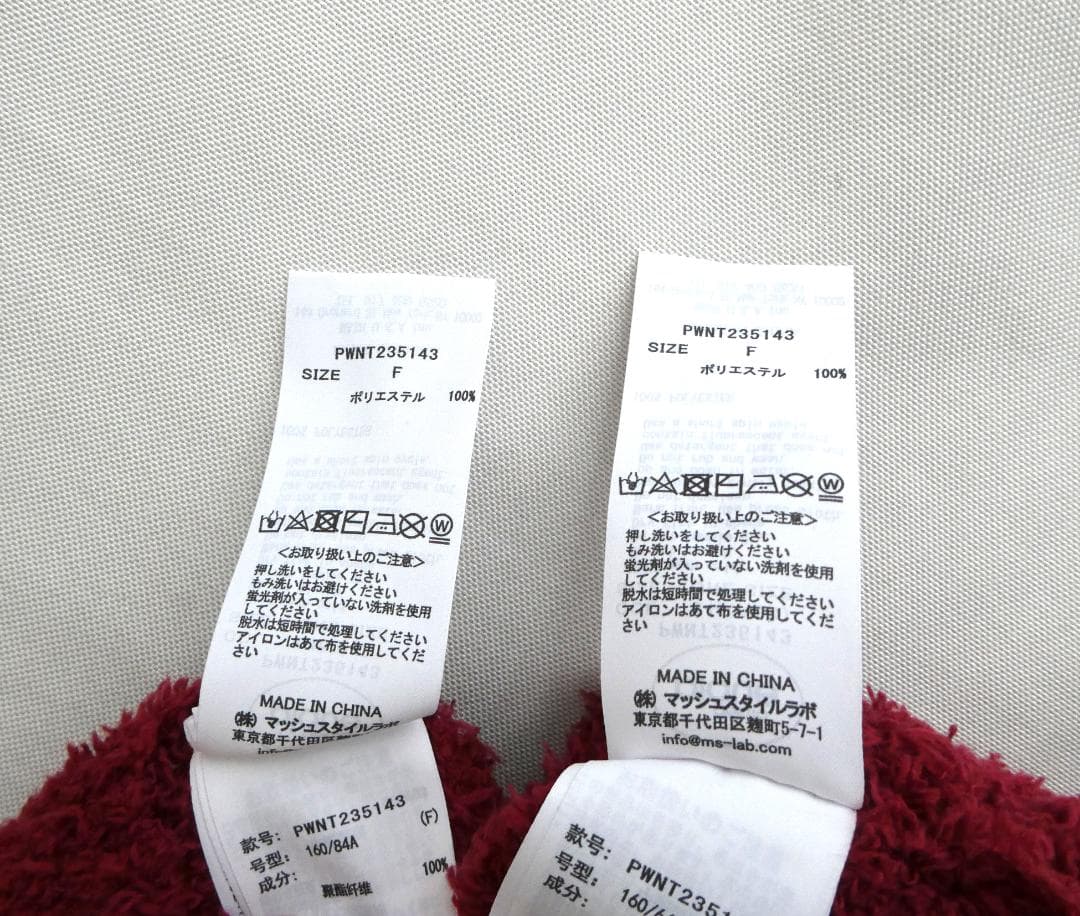 PWNT235143
SIZE F
ポリエステル 100%
W
<お取り扱い上のご注意>
押し洗いをしてください
もみ洗いはお避けください
蛍光剤が入っていない洗剤を使用
してください
脱水は短時間で処理してください
アイロンはあて布を使用してくだ
さい
MADE IN CHINA
㈱ マッシュスタイルラボ
東京都千代田区麹町
款号: PWNT235143 (F)
号型: 160/84A
成分: 聚酯纤维 100%
PWNT235143
SIZE F
ポリエステル 100%
W
<お取り扱い上のご注意>
押し洗いをしてください
もみ洗いはお避けください
蛍光剤が入っていない洗剤を使用
してください
脱水は短時間で処理してください
アイロンはあて布を使用してくだ
さい
PWNT235143
MADE IN CHINA
㈱ マッシュスタイルラボ
東京都千代田区麹町5-7-1
info@ms-lab.com
款号: PWNT2351
号型: 160/
成分: